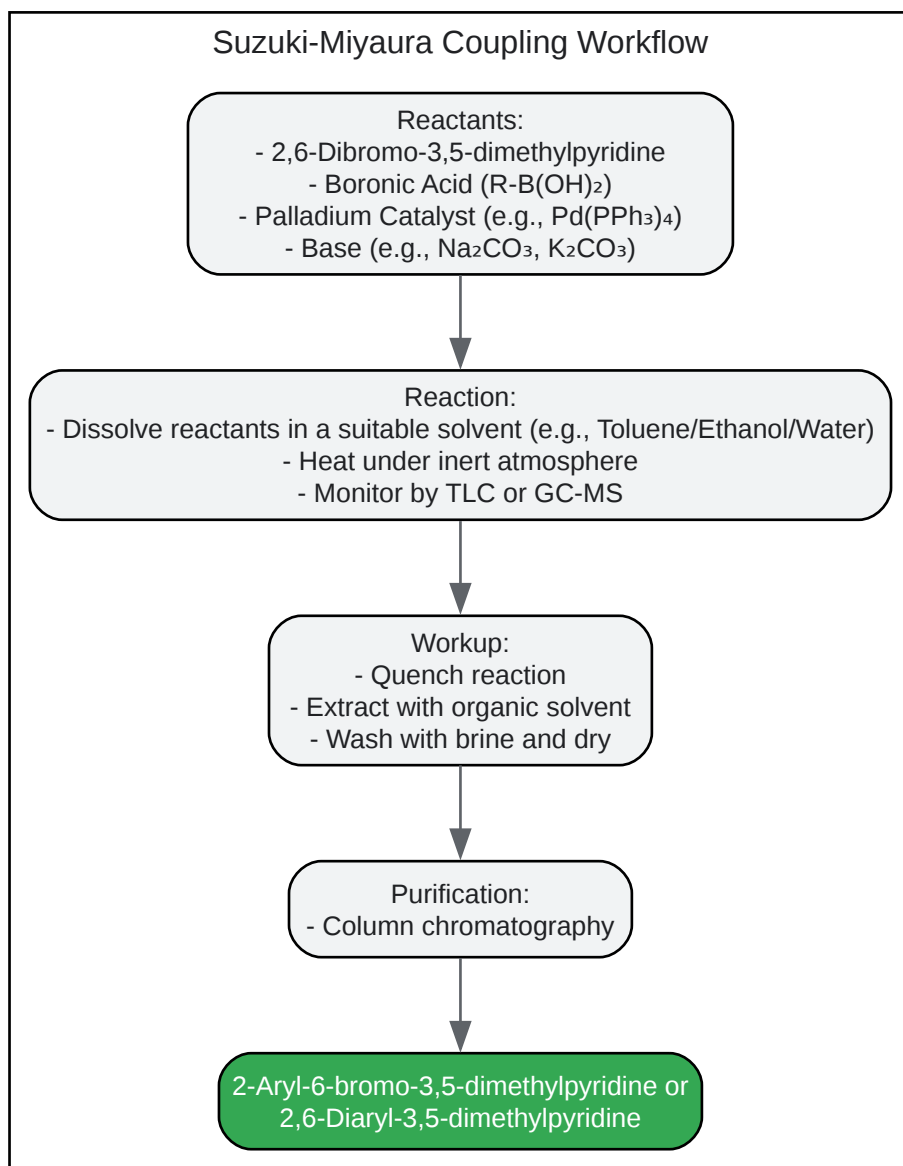 Suzuki-Miyaura Coupling Workflow
Reactants:
- 2,6-Dibromo-3,5-dimethylpyridine
- Boronic Acid (R-B(OH)₂)
- Palladium Catalyst (e.g., Pd(PPh₃)₄)
- Base (e.g., Na₂CO₃, K₂CO₃)
Reaction:
- Dissolve reactants in a suitable solvent (e.g., Toluene/Ethanol/Water)
- Heat under inert atmosphere
- Monitor by TLC or GC-MS
Workup:
- Quench reaction
- Extract with organic solvent
- Wash with brine and dry
Purification:
- Column chromatography
2-Aryl-6-bromo-3,5-dimethylpyridine or
2,6-Diaryl-3,5-dimethylpyridine